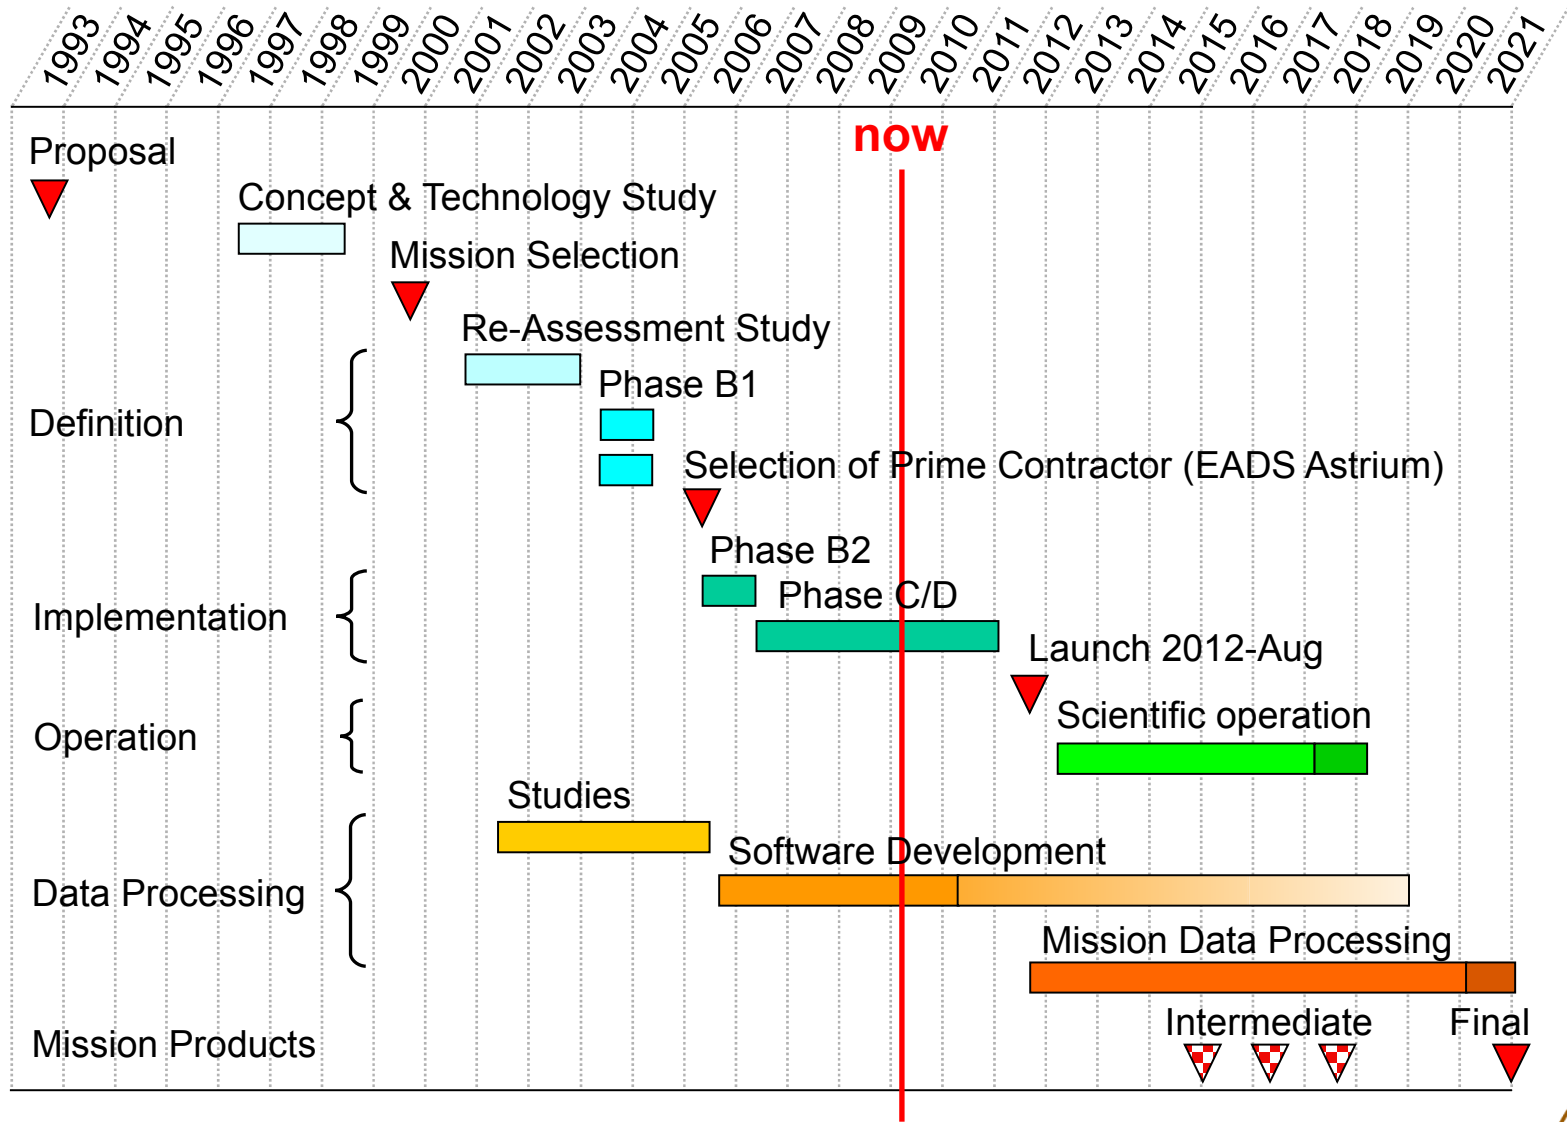 1993 1994 1995 1996 1997 1998 1999 2000 2001 2002 2003 2004 2005 2006 2007 2008 2009 2010 2011 2012 2013 2014 2015 2016 2017 2018 2019 2020 2021
now
Proposal
Concept & Technology Study
Mission Selection
Re-Assessment Study
Phase B1
Definition
Selection of Prime Contractor (EADS Astrium)
Phase B2
Phase C/D
Implementation
Launch 2012-Aug
Scientific operation
Operation
Studies
Software Development
Data Processing
Mission Data Processing
Intermediate
Final
Mission Products